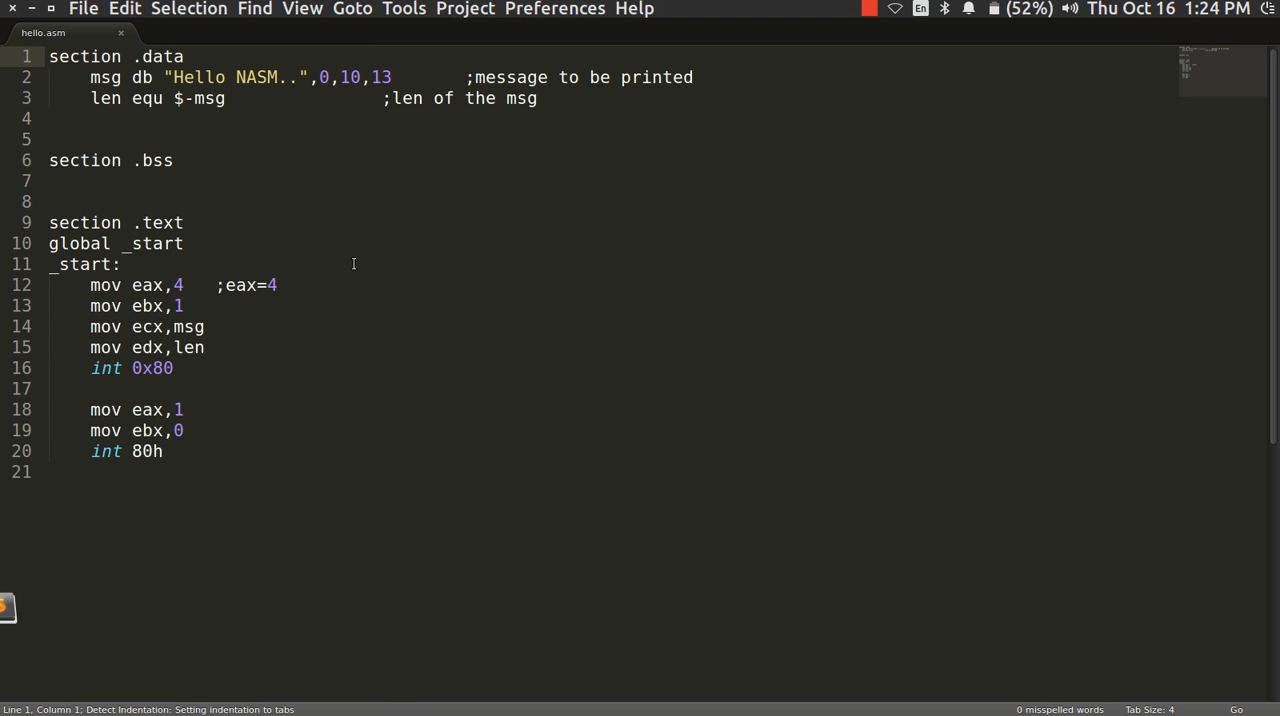 File Edit Selection Find View Goto Tools Project Preferences Help En (52%) Thu Oct 16 1:24 PM
hello.asm
1 section .data
2 msg db "Hello NASM..",0,10,13 ;message to be printed
3 len equ $-msg ;len of the msg
4
5
6 section .bss
7
8
9 section .text
10 global _start
11 _start:
12 mov eax,4 ;eax=4
13 mov ebx,1
14 mov ecx,msg
15 mov edx,len
16 int 0x80
17
18 mov eax,1
19 mov ebx,0
20 int 80h
21
Line 1, Column 1; Detect Indentation: Setting indentation to tabs 0 misspelled words Tab Size: 4 Go